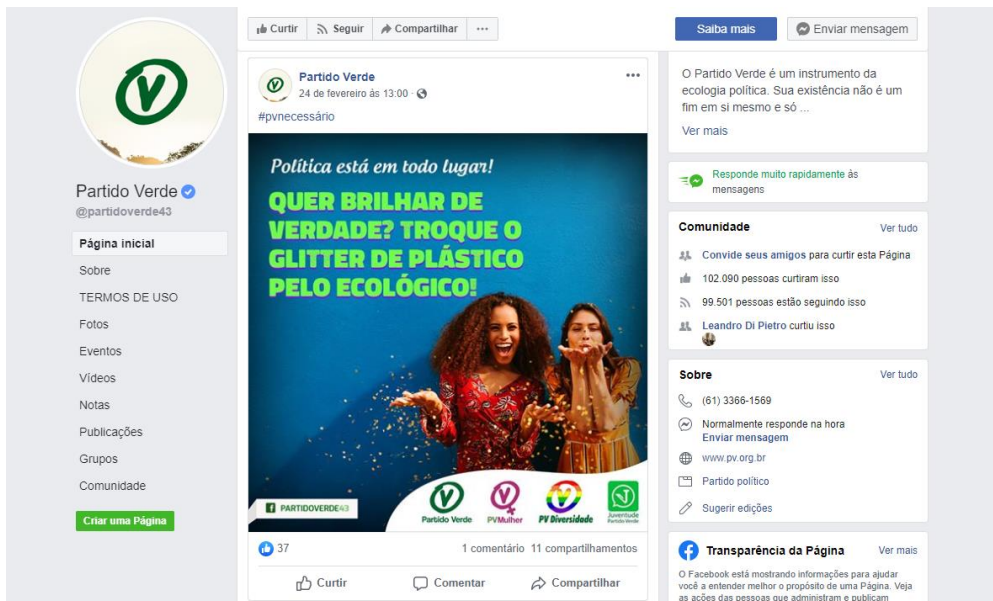 Partido Verde
@partidoverde43
Página inicial
Sobre
TERMOS DE USO
Fotos
Eventos
Vídeos
Notas
Publicações
Grupos
Comunidade
Criar uma Página
Curtir Seguir Compartilhar ...
Partido Verde
24 de fevereiro às 13:00 ·
#pvnecessário
Política está em todo lugar!
QUER BRILHAR DE
VERDADE? TROQUE O
GLITTER DE PLÁSTICO
PELO ECOLÓGICO!
PARTIDOVERDE43
Partido Verde
PVMulher
PV Diversidade
Juventude
Partido Verde
37
1 comentário 11 compartilhamentos
Curtir Comentar Compartilhar
Saiba mais Enviar mensagem
O Partido Verde é um instrumento da
ecologia política. Sua existência não é um
fim em si mesmo e só ...
Ver mais
Responde muito rapidamente às
mensagens
Comunidade Ver tudo
Convide seus amigos para curtir esta Página
102.090 pessoas curtiram isso
99.501 pessoas estão seguindo isso
Leandro Di Pietro curtiu isso
Sobre Ver tudo
(61) 3366-1569
Normalmente responde na hora
Enviar mensagem
www.pv.org.br
Partido político
Sugerir edições
Transparência da Página Ver mais
O Facebook está mostrando informações para ajudar
você a entender melhor o propósito de uma Página. Veja
as ações das pessoas que administram e publicam